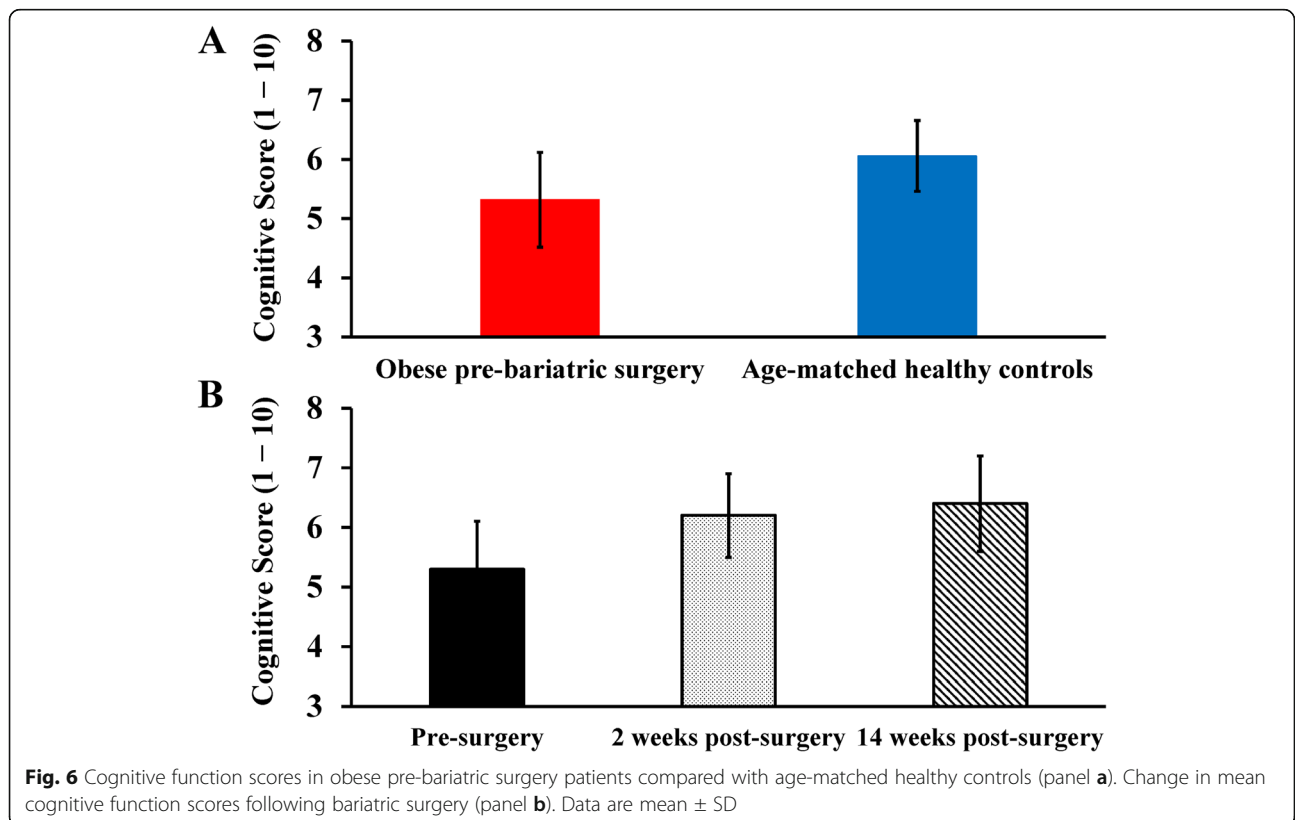 A
Cognitive Score (1 – 10)
8
7
6
5
4
3
Obese pre-bariatric surgery
Age-matched healthy controls
B
Cognitive Score (1 – 10)
8
7
6
5
4
3
Pre-surgery
2 weeks post-surgery
14 weeks post-surgery
Fig. 6 Cognitive function scores in obese pre-bariatric surgery patients compared with age-matched healthy controls (panel a). Change in mean
cognitive function scores following bariatric surgery (panel b). Data are mean ± SD